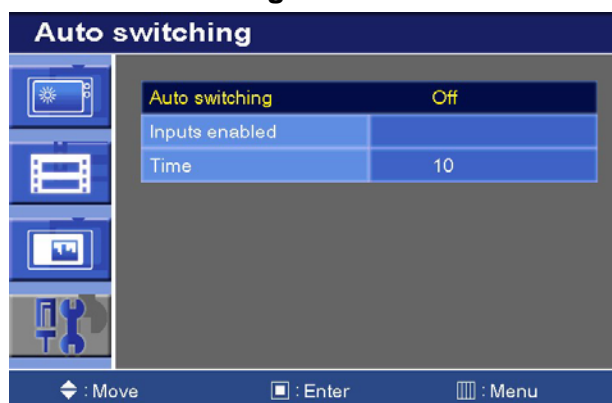 Auto switching
Auto switching Off
Inputs enabled
Time 10
: Move : Enter : Menu